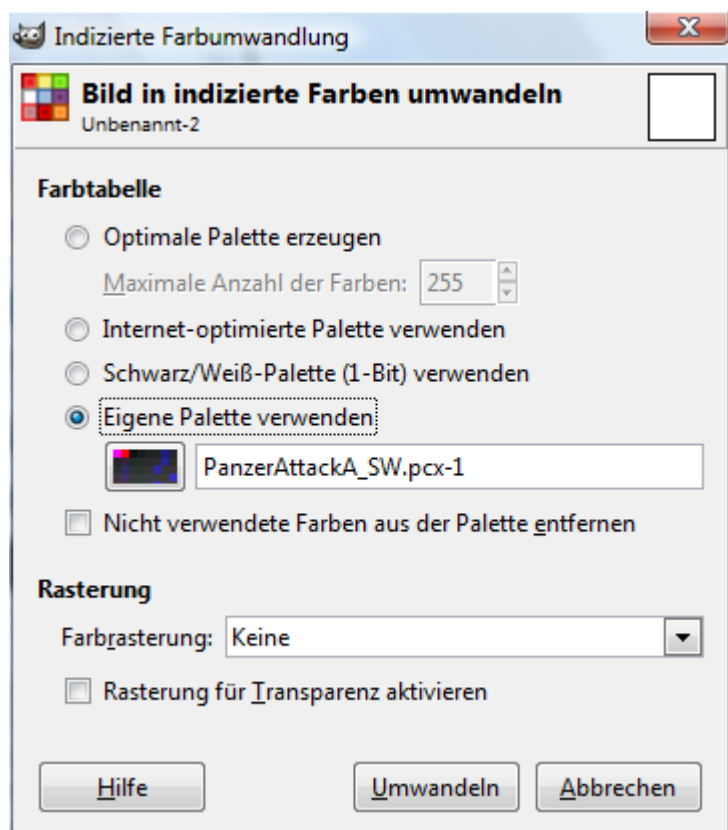 Indizierte Farbumwandlung
Bild in indizierte Farben umwandeln
Unbenannt-2
Farbtabelle
Optimale Palette erzeugen
Maximale Anzahl der Farben: 255
Internet-optimierte Palette verwenden
Schwarz/Weiß-Palette (1-Bit) verwenden
Eigene Palette verwenden
PanzerAttackA_SW.pcx-1
Nicht verwendete Farben aus der Palette entfernen
Rasterung
Farbrasterung: Keine
Rasterung für Transparenz aktivieren
Hilfe Umwandeln Abbrechen